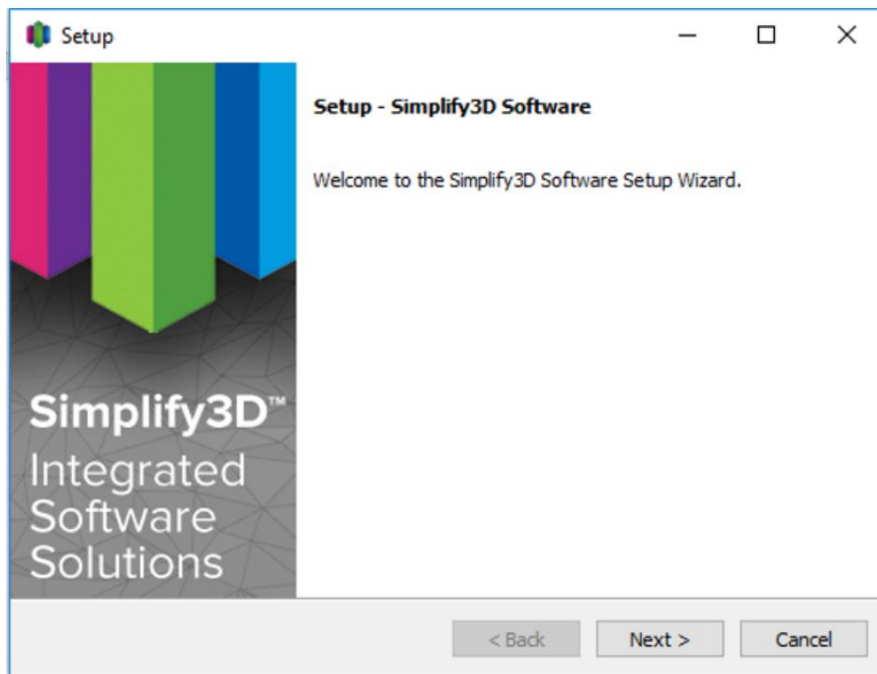 Setup
Setup - Simplify3D Software
Welcome to the Simplify3D Software Setup Wizard.
Simplify3D™
Integrated
Software
Solutions
< Back
Next >
Cancel